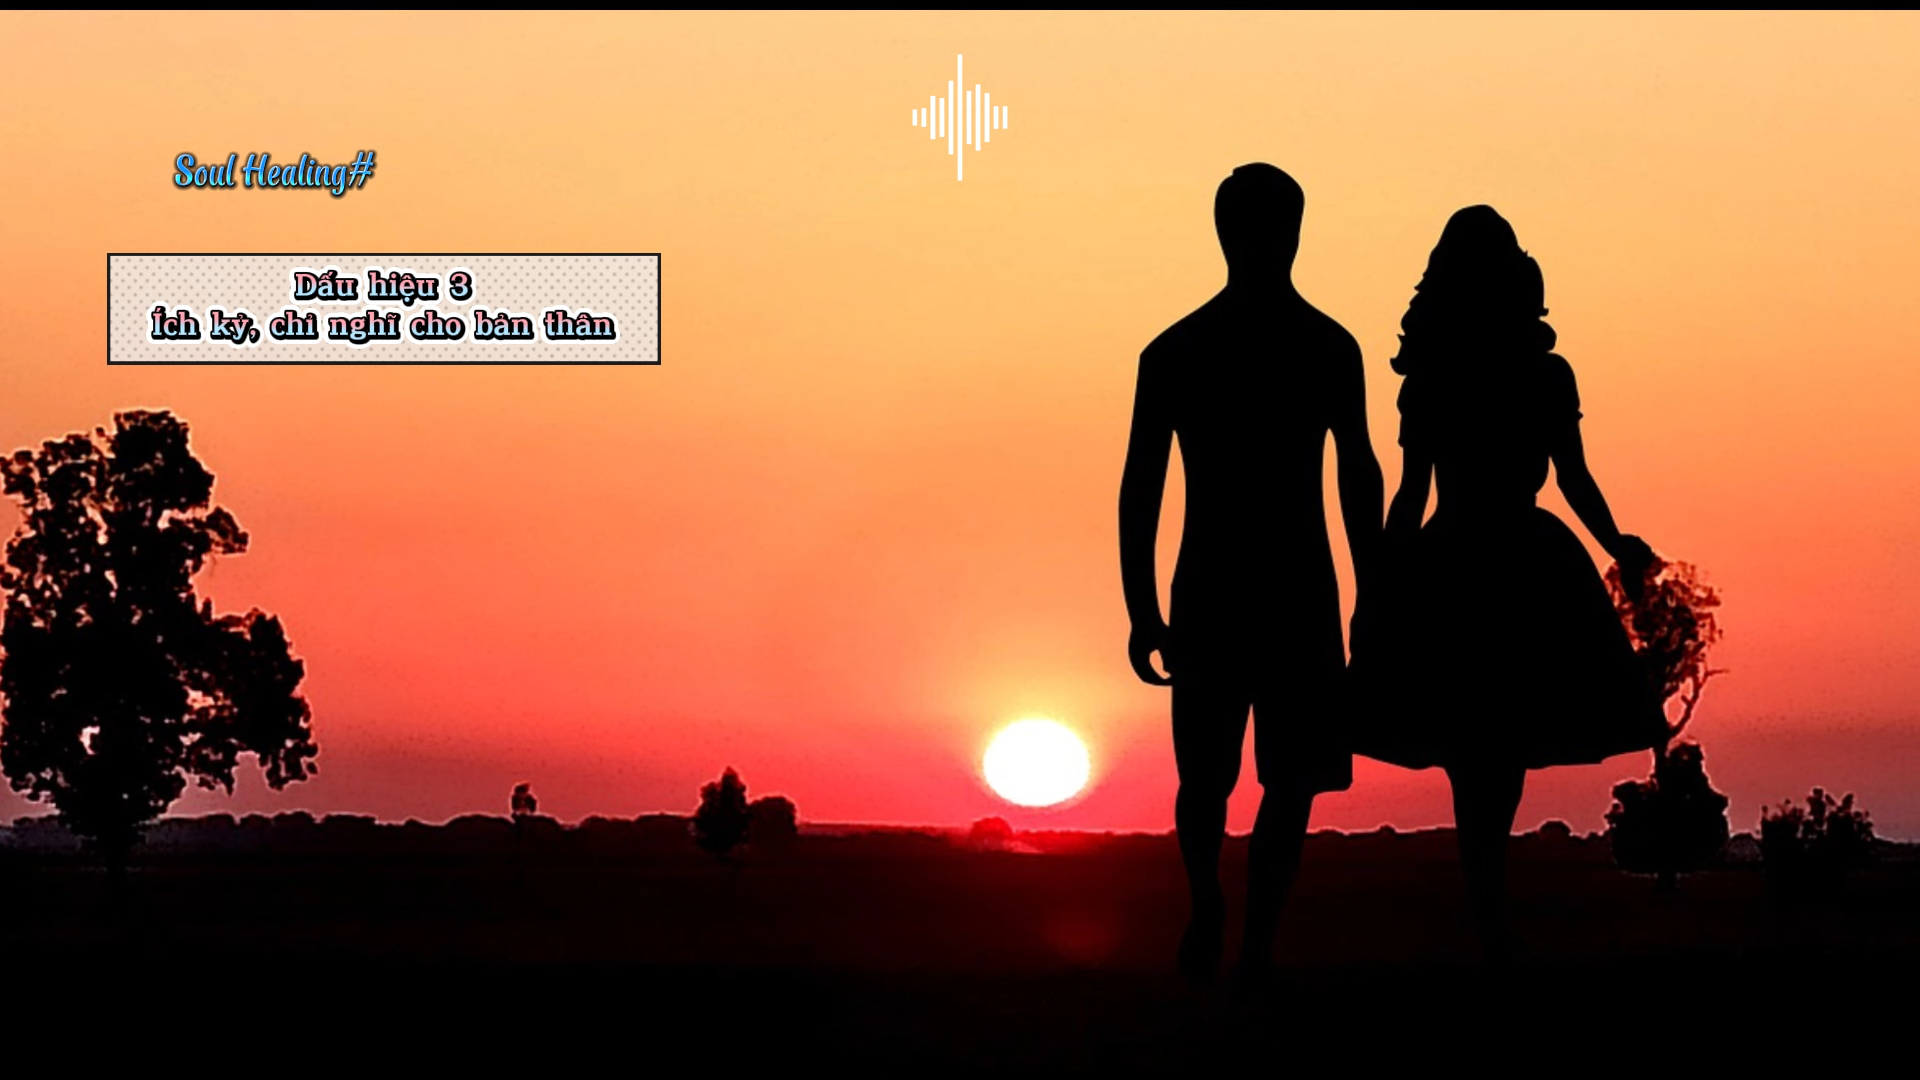 Soul Healing#
Dấu hiệu 3
Ích kỷ, chỉ nghĩ cho bản thân